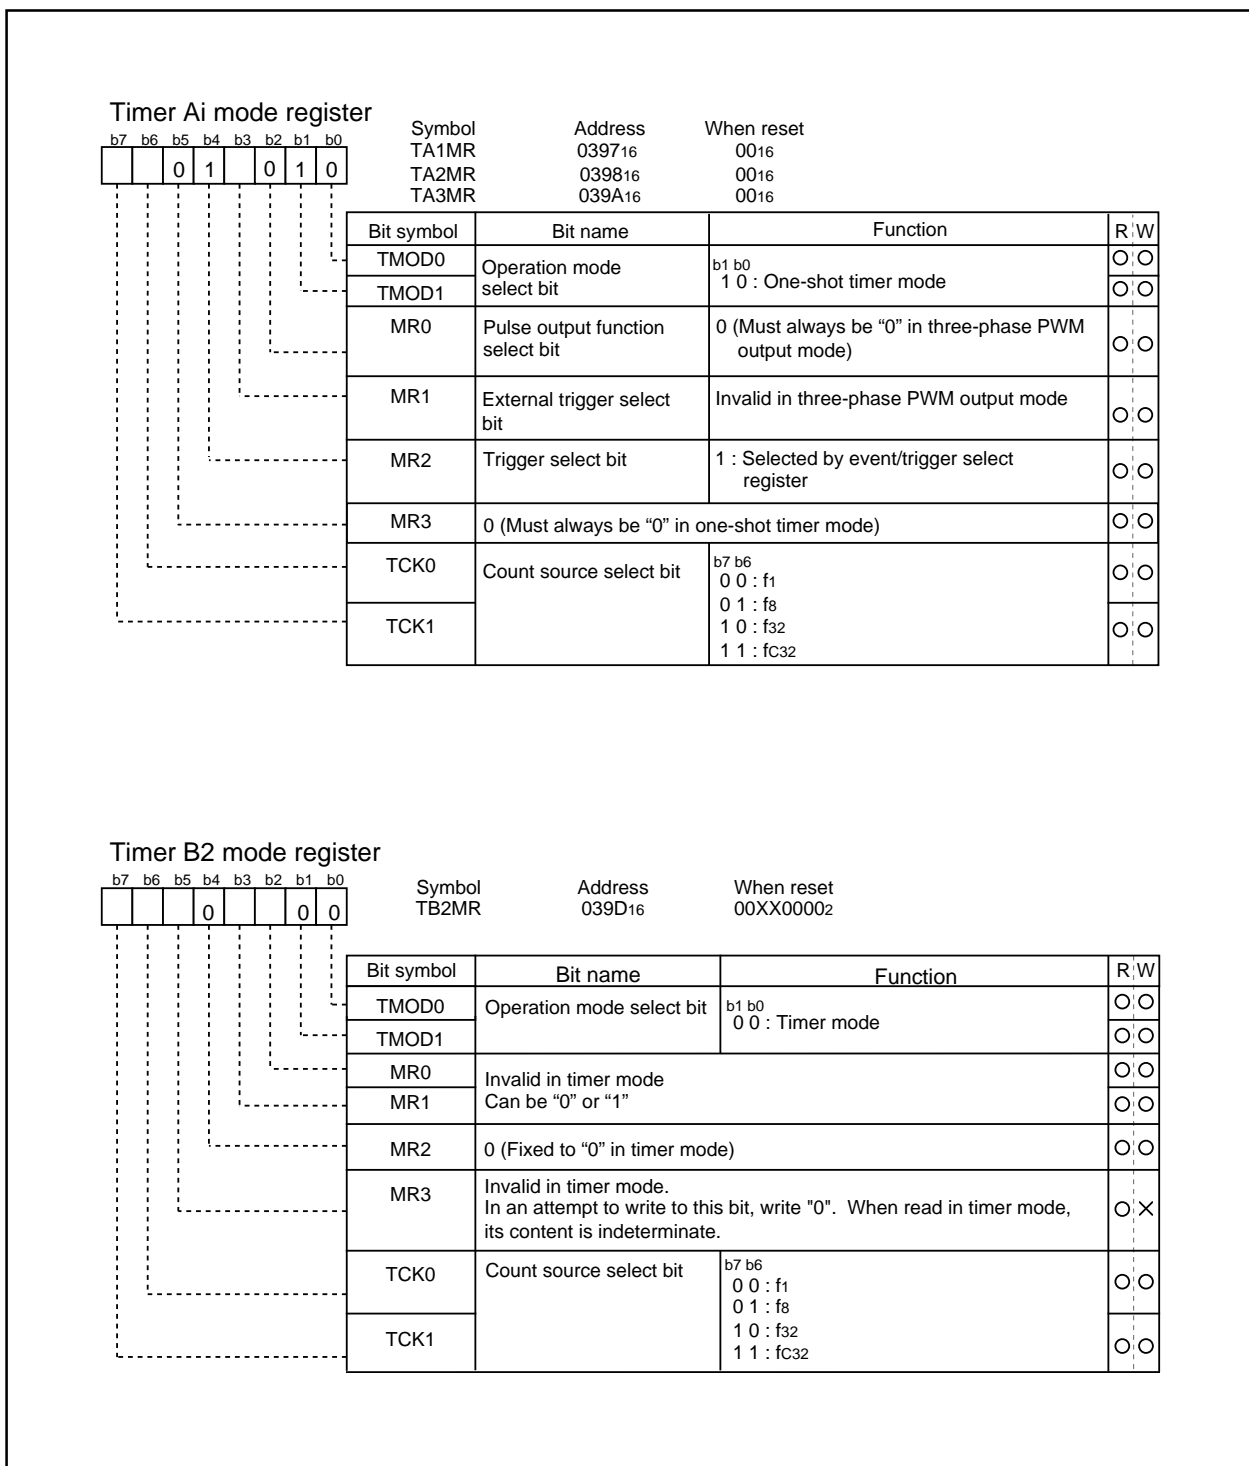 Timer Ai mode register
b7 b6 b5 b4 b3 b2 b1 b0
0 1 0 1 0
Symbol Address When reset
TA1MR 039716 0016
TA2MR 039816 0016
TA3MR 039A16 0016
Bit symbol Bit name Function R W
TMOD0
TMOD1
Operation mode
select bit
b1 b0
1 0 : One-shot timer mode
MR0 Pulse output function
select bit
0 (Must always be “0” in three-phase PWM
output mode)
MR1 External trigger select
bit
Invalid in three-phase PWM output mode
MR2 Trigger select bit 1 : Selected by event/trigger select
register
MR3 0 (Must always be “0” in one-shot timer mode)
TCK0
TCK1
Count source select bit
b7 b6
0 0 : f1
0 1 : f8
1 0 : f32
1 1 : fC32
Timer B2 mode register
b7 b6 b5 b4 b3 b2 b1 b0
0 0 0
Symbol Address When reset
TB2MR 039D16 00XX00002
Bit symbol Bit name Function R W
TMOD0
TMOD1
Operation mode select bit
b1 b0
0 0 : Timer mode
MR0
MR1
Invalid in timer mode
Can be “0” or “1”
MR2 0 (Fixed to “0” in timer mode)
MR3 Invalid in timer mode.
In an attempt to write to this bit, write "0". When read in timer mode,
its content is indeterminate.
TCK0
TCK1
Count source select bit
b7 b6
0 0 : f1
0 1 : f8
1 0 : f32
1 1 : fC32